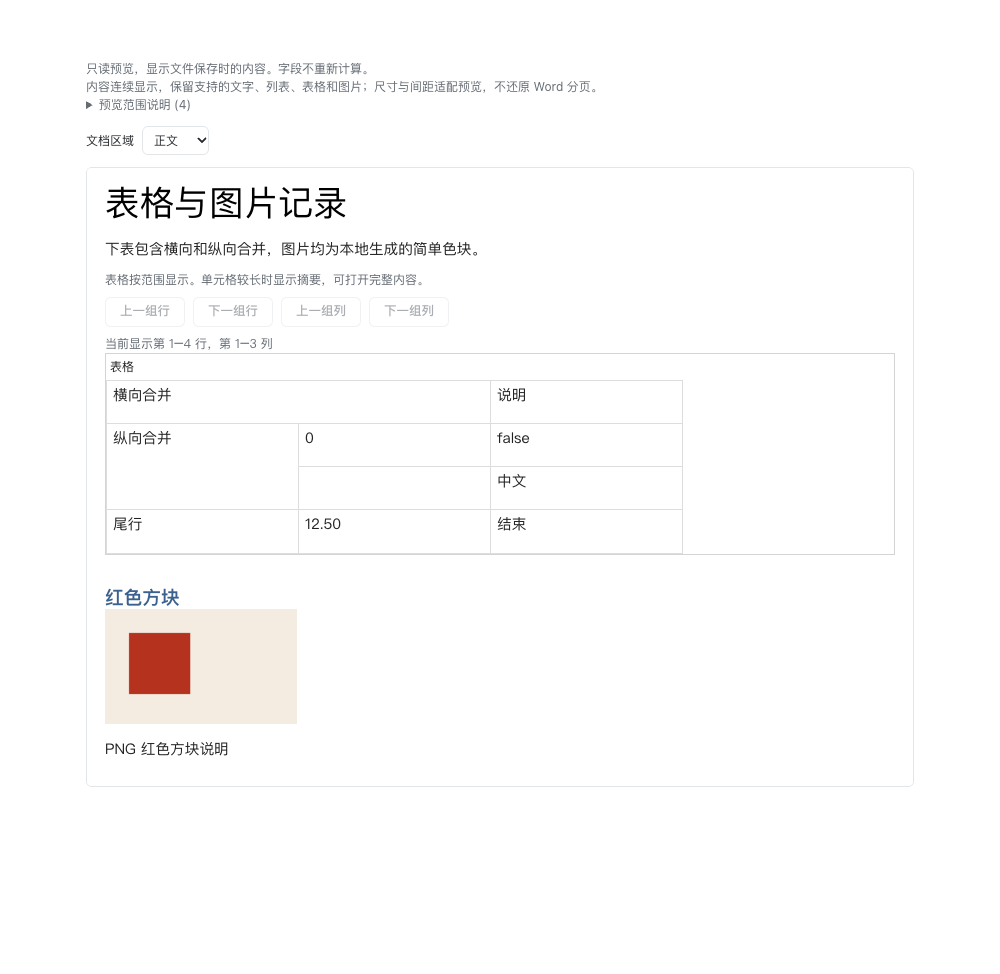 只读预览，显示文件保存时的内容。字段不重新计算。
内容连续显示，保留支持的文字、列表、表格和图片；尺寸与间距适配预览，不还原 Word 分页。
▶ 预览范围说明 (4)
文档区域 正文
表格与图片记录
下表包含横向和纵向合并，图片均为本地生成的简单色块。
表格按范围显示。单元格较长时显示摘要，可打开完整内容。
上一组行 下一组行 上一组列 下一组列
当前显示第 1–4 行，第 1–3 列
表格
横向合并 说明
纵向合并 0 false
中文
尾行 12.50 结束
红色方块
PNG 红色方块说明